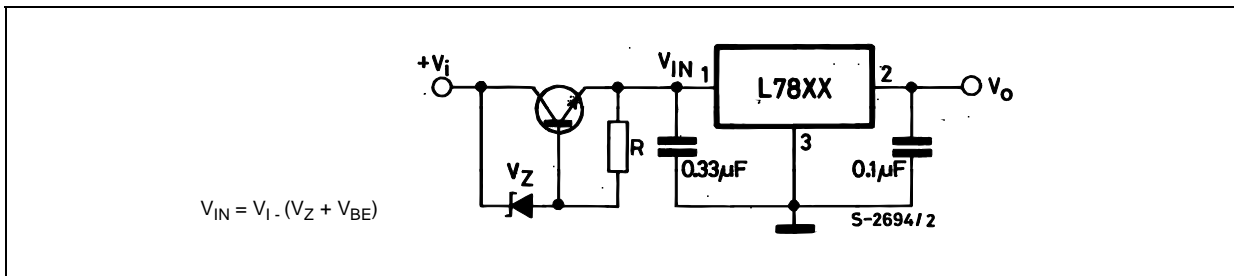 +Vi
VIN
1
L78XX
2
Vo
3
R
0.33μF
0.1μF
VZ
VIN = VI - (VZ + VBE)
S-2694/2